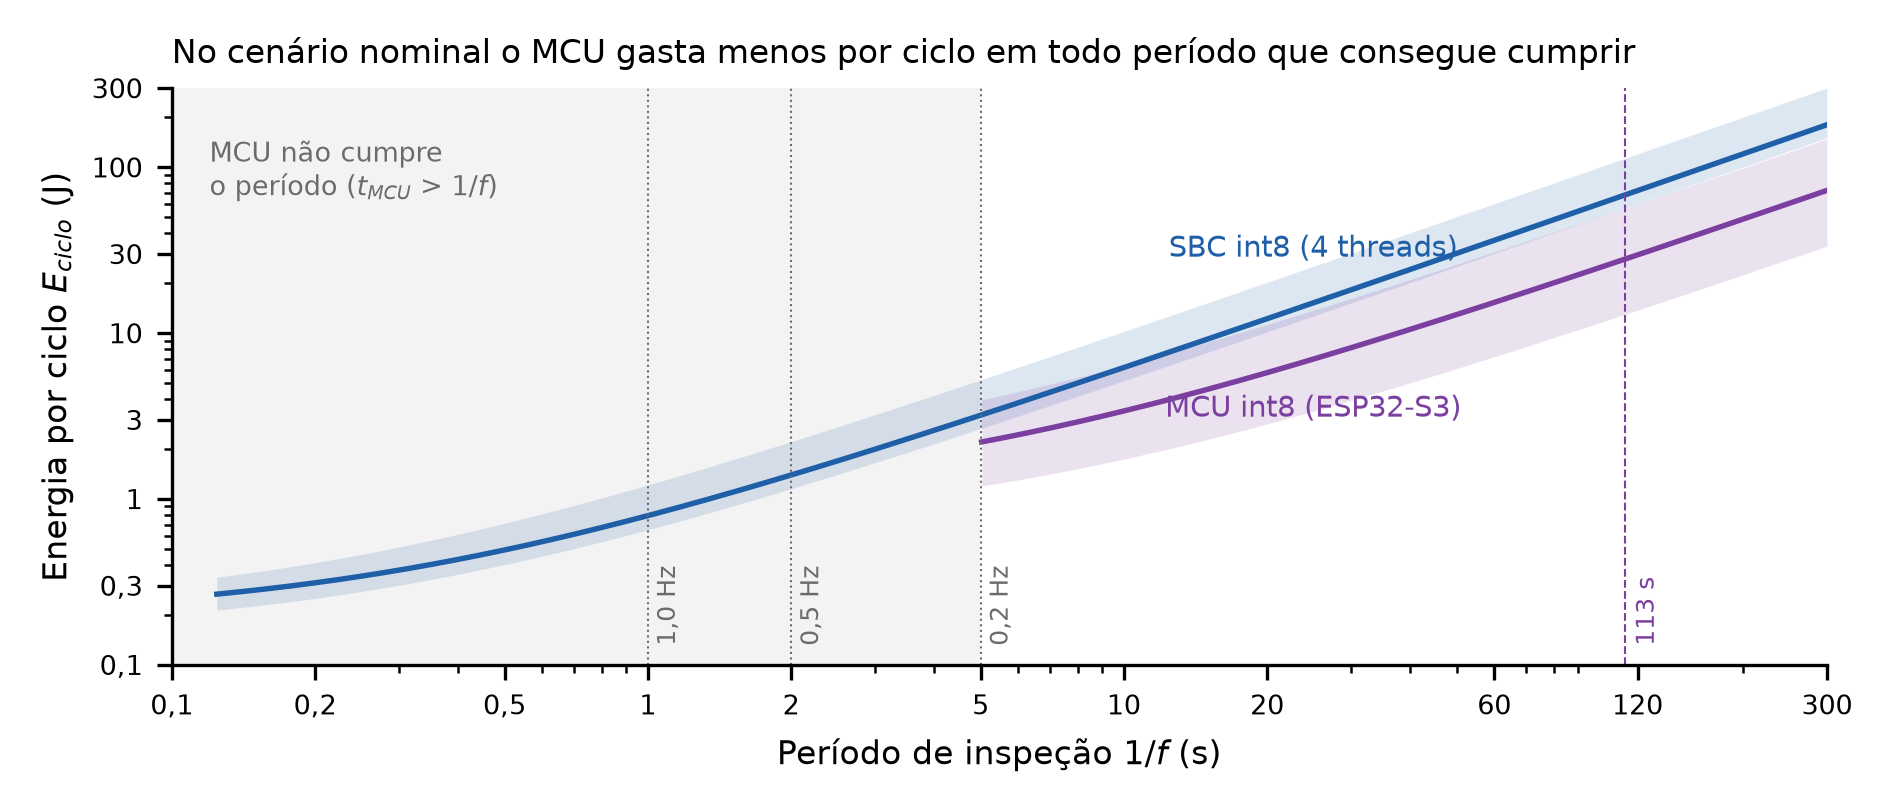 No cenário nominal o MCU gasta menos por ciclo em todo período que consegue cumprir
Energia por ciclo E_ciclo (J)
300
100
30
10
3
1
0,3
0,1
MCU não cumpre
o período (t_MCU > 1/f)
SBC int8 (4 threads)
MCU int8 (ESP32-S3)
1,0 Hz
0,5 Hz
0,2 Hz
113 s
0,1
0,2
0,5
1
2
5
10
20
60
120
300
Período de inspeção 1/f (s)